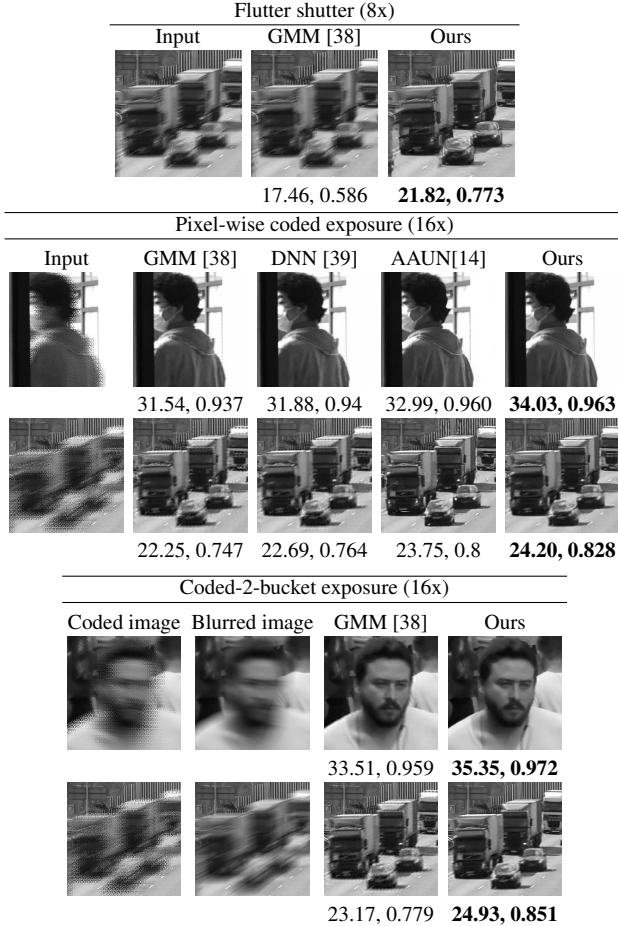 Flutter shutter (8x)
Input GMM [38] Ours
17.46, 0.586 21.82, 0.773
Pixel-wise coded exposure (16x)
Input GMM [38] DNN [39] AAUN[14] Ours
31.54, 0.937 31.88, 0.94 32.99, 0.960 34.03, 0.963
22.25, 0.747 22.69, 0.764 23.75, 0.8 24.20, 0.828
Coded-2-bucket exposure (16x)
Coded image Blurred image GMM [38] Ours
33.51, 0.959 35.35, 0.972
23.17, 0.779 24.93, 0.851